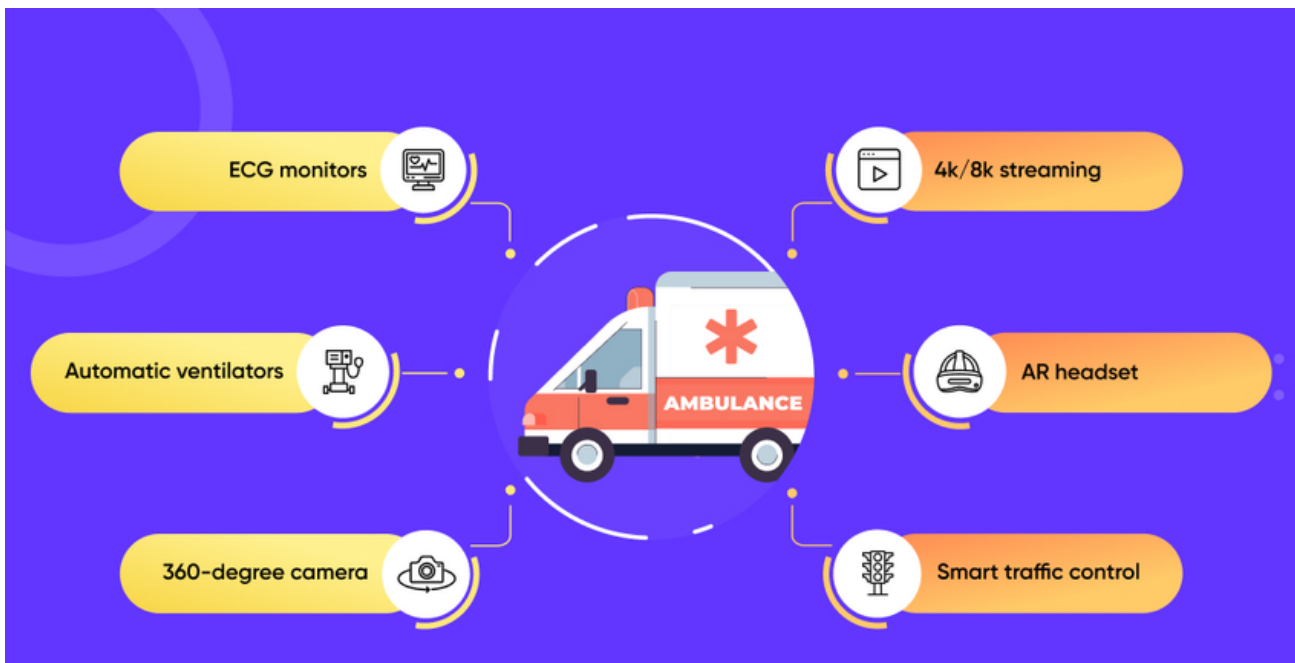 ECG monitors
4k/8k streaming
Automatic ventilators
AMBULANCE
AR headset
360-degree camera
Smart traffic control